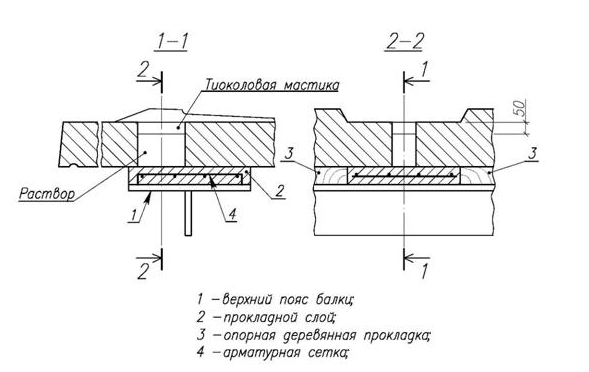 1-1
2-2
2
1
Тиоколовая мастика
50
3
3
Раствор
1
4
2
2
1
1 – верхний пояс балки;
2 – прокладной слой;
3 – опорная деревянная прокладка;
4 – арматурная сетка;